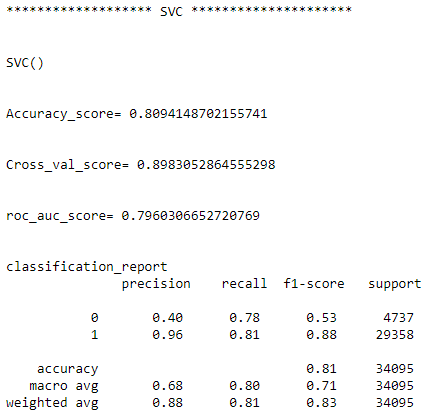 ******************* SVC *********************
SVC()
Accuracy_score= 0.8094148702155741
Cross_val_score= 0.8983052864555298
roc_auc_score= 0.7960306652720769
classification_report
precision recall f1-score support
0 0.40 0.78 0.53 4737
1 0.96 0.81 0.88 29358
accuracy 0.81 34095
macro avg 0.68 0.80 0.71 34095
weighted avg 0.88 0.81 0.83 34095